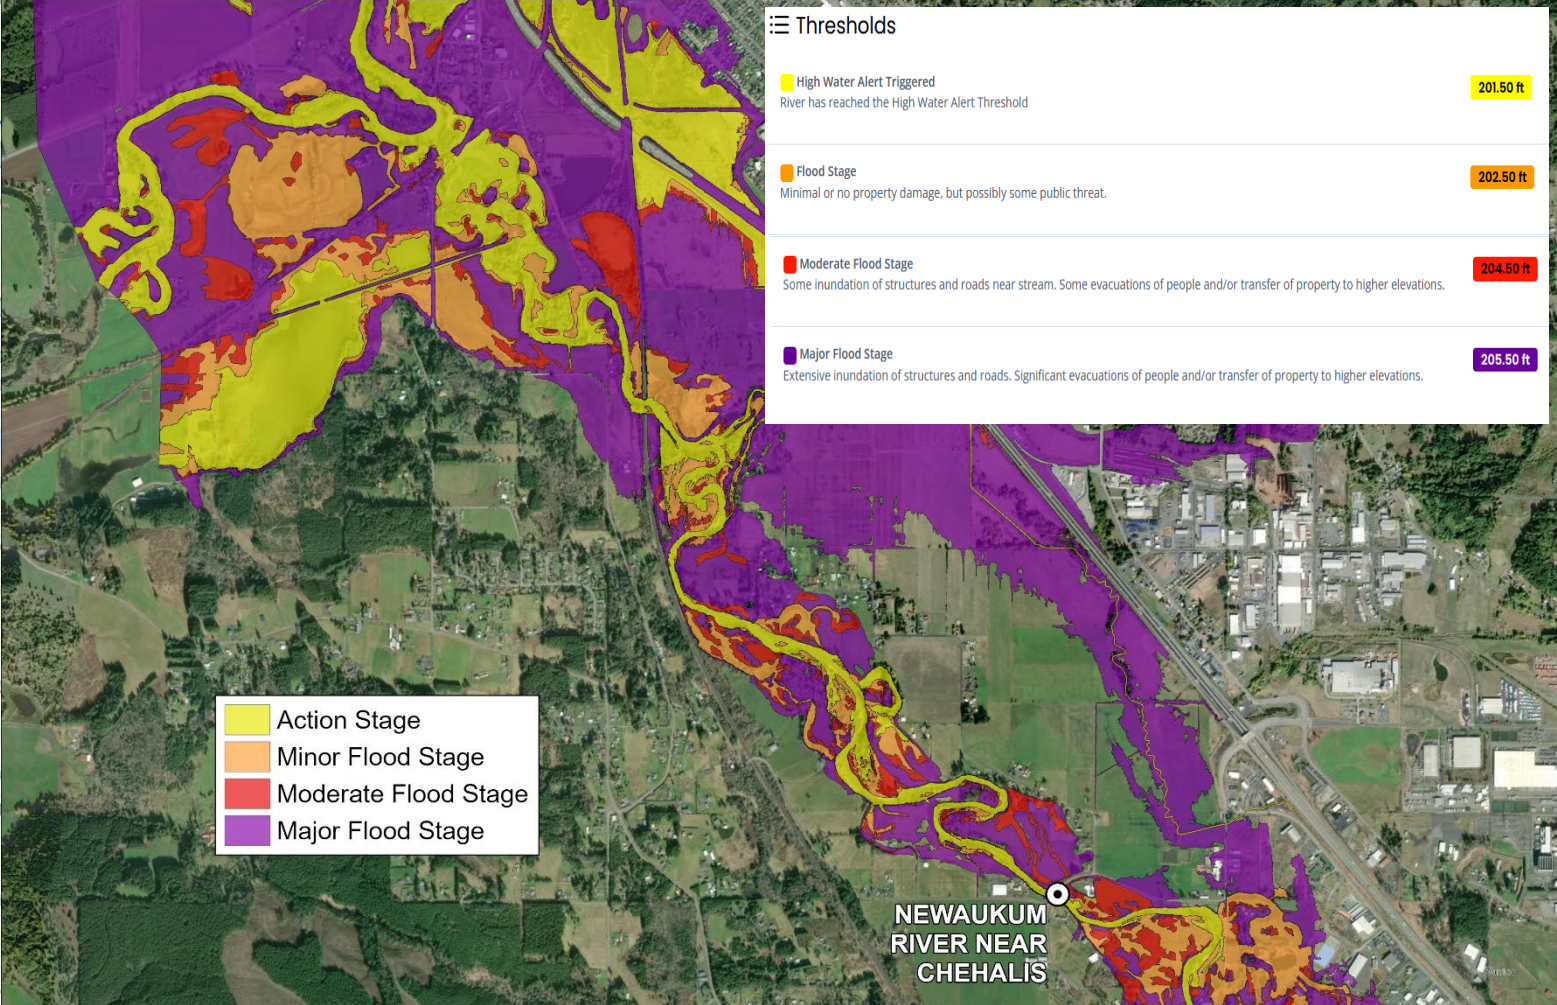 Thresholds
High Water Alert Triggered
201.50 ft
River has reached the High Water Alert Threshold
Flood Stage
202.50 ft
Minimal or no property damage, but possibly some public threat.
Moderate Flood Stage
204.50 ft
Some inundation of structures and roads near stream. Some evacuations of people and/or transfer of property to higher elevations.
Major Flood Stage
205.50 ft
Extensive inundation of structures and roads. Significant evacuations of people and/or transfer of property to higher elevations.
Action Stage
Minor Flood Stage
Moderate Flood Stage
Major Flood Stage
NEWAUKUM
RIVER NEAR
CHEHALIS